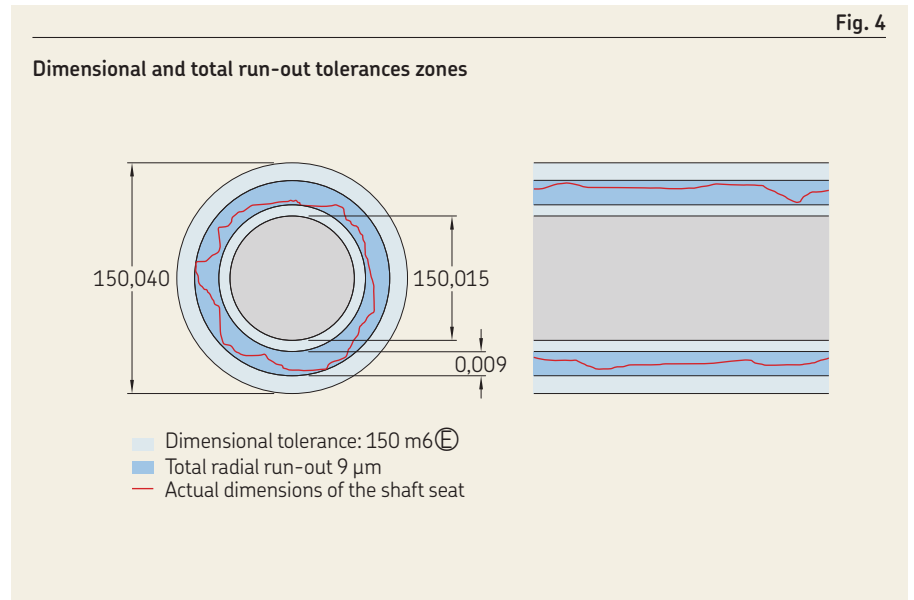 Fig. 4
Dimensional and total run-out tolerances zones
150,040
150,015
0,009
Dimensional tolerance: 150 m6Ⓔ
Total radial run-out 9 μm
Actual dimensions of the shaft seat